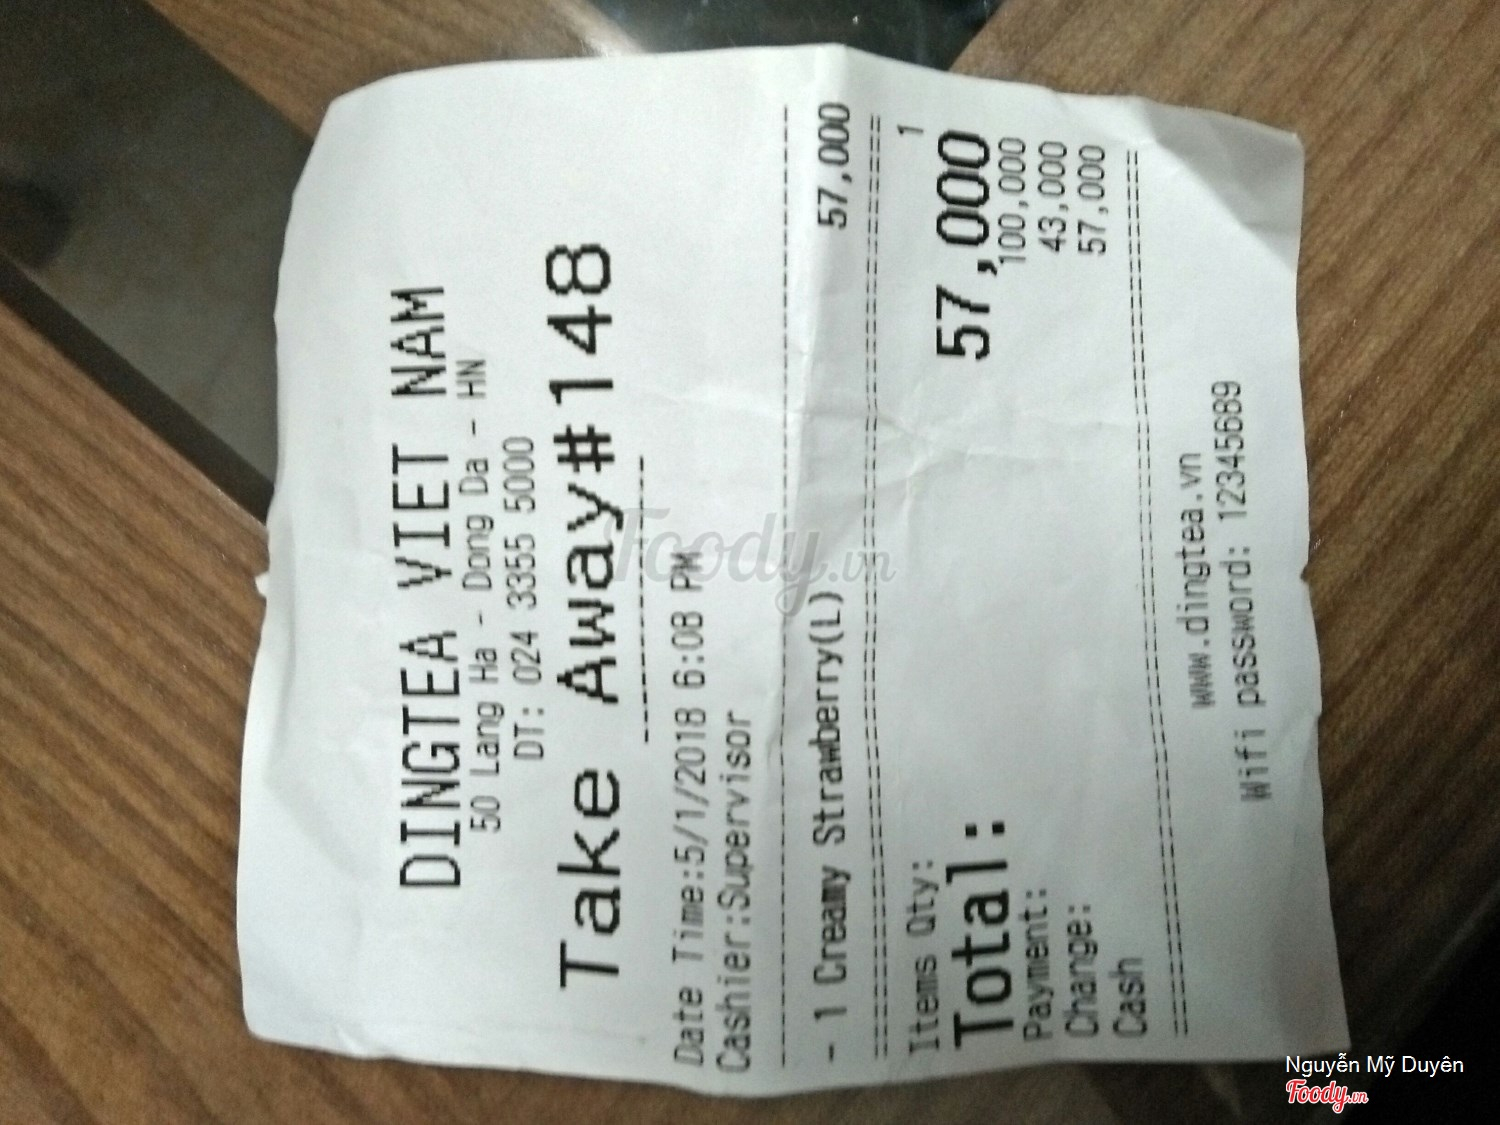 DINGTEA VIET NAM
50 Lang Ha - Dong Da - HN
DT: 024 3355 5000
Take Away#148
Date Time:5/1/2018 6:08 PM
Cashier:Supervisor
- 1 Creamy Strawberry(L) 57,000
Items Qty: 1
Total: 57,000
Payment: 100,000
Change: 43,000
Cash 57,000
www.dingtea.vn
Wifi password: 12345689
Foody.vn
Nguyễn Mỹ Duyên
Foody.vn